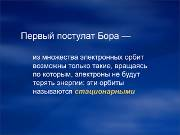 Первый постулат Бора —
из множества электронных орбит
возможны только такие, вращаясь
по которым, электроны не будут
терять энергии: эти орбиты
называются стационарными